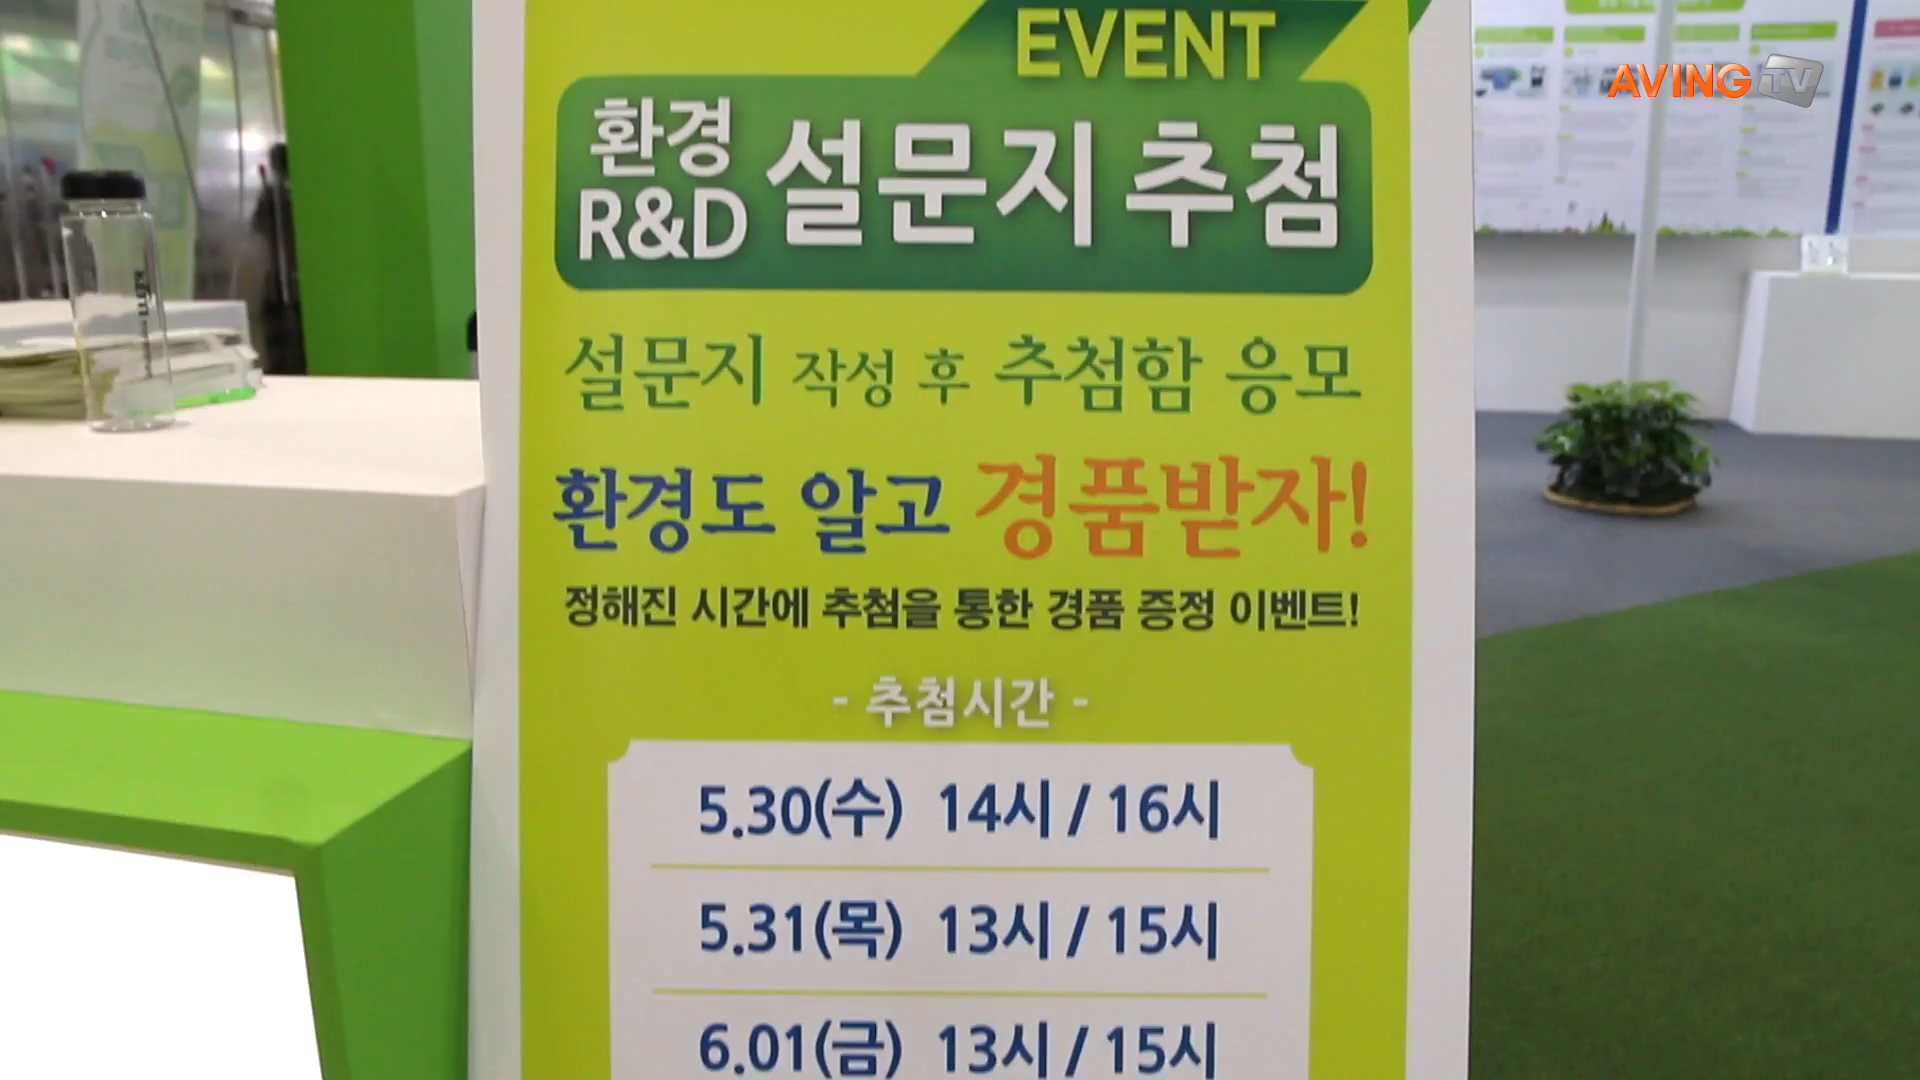 EVENT
환경
R&D
설문지 추첨
설문지 작성 후 추첨함 응모
환경도 알고 경품받자!
정해진 시간에 추첨을 통한 경품 증정 이벤트!
- 추첨시간 -
5.30(수) 14시 / 16시
5.31(목) 13시 / 15시
6.01(금) 13시 / 15시
AVING TV